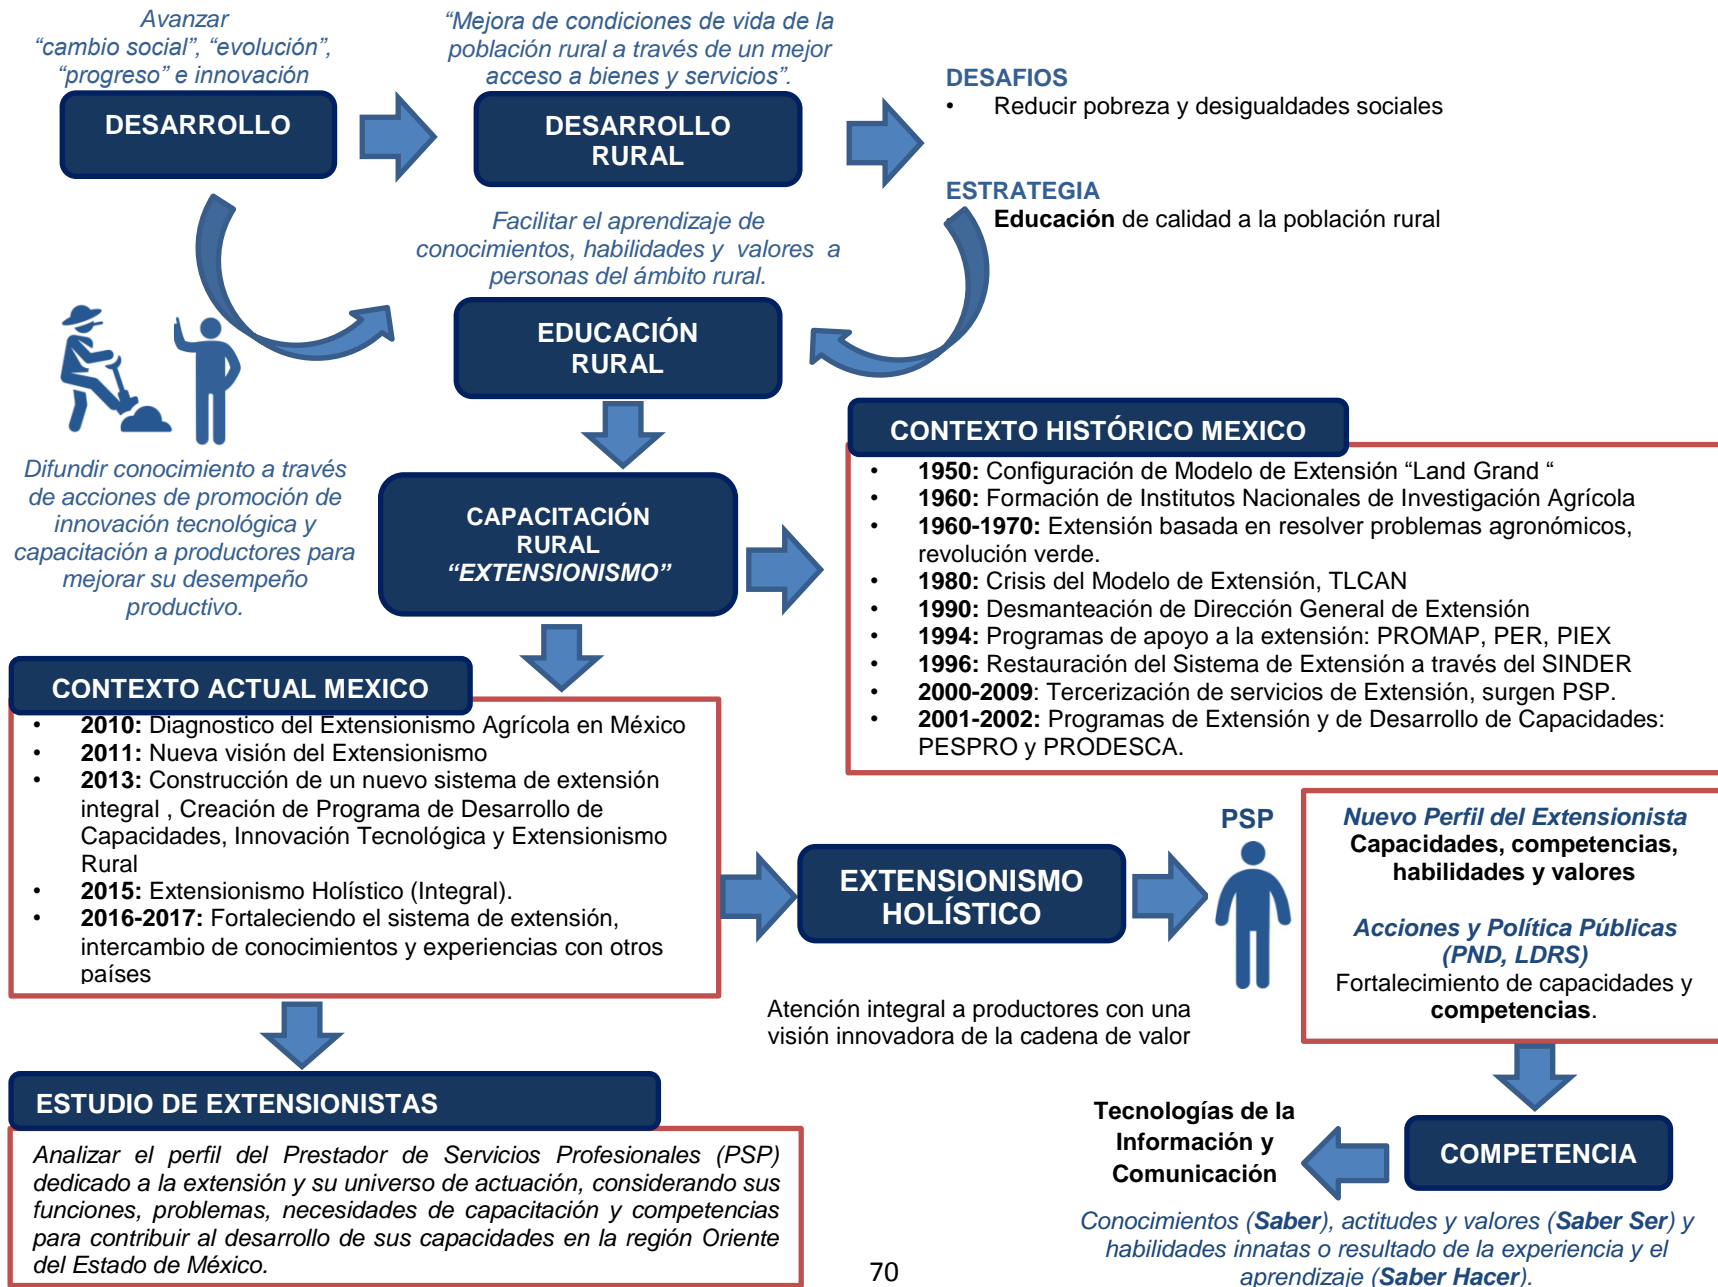 Avanzar
“cambio social”, “evolución”,
“progreso” e innovación
DESARROLLO
“Mejora de condiciones de vida de la
población rural a través de un mejor
acceso a bienes y servicios”.
DESARROLLO
RURAL
DESAFIOS
• Reducir pobreza y desigualdades sociales
ESTRATEGIA
Educación de calidad a la población rural
Facilitar el aprendizaje de
conocimientos, habilidades y valores a
personas del ámbito rural.
EDUCACIÓN
RURAL
Difundir conocimiento a través
de acciones de promoción de
innovación tecnológica y
capacitación a productores para
mejorar su desempeño
productivo.
CAPACITACIÓN
RURAL
“EXTENSIONISMO”
CONTEXTO HISTÓRICO MEXICO
• 1950: Configuración de Modelo de Extensión “Land Grand “
• 1960: Formación de Institutos Nacionales de Investigación Agrícola
• 1960-1970: Extensión basada en resolver problemas agronómicos,
revolución verde.
• 1980: Crisis del Modelo de Extensión, TLCAN
• 1990: Desmanteación de Dirección General de Extensión
• 1994: Programas de apoyo a la extensión: PROMAP, PER, PIEX
• 1996: Restauración del Sistema de Extensión a través del SINDER
• 2000-2009: Tercerización de servicios de Extensión, surgen PSP.
• 2001-2002: Programas de Extensión y de Desarrollo de Capacidades:
PESPRO y PRODESCA.
CONTEXTO ACTUAL MEXICO
• 2010: Diagnostico del Extensionismo Agrícola en México
• 2011: Nueva visión del Extensionismo
• 2013: Construcción de un nuevo sistema de extensión
integral , Creación de Programa de Desarrollo de
Capacidades, Innovación Tecnológica y Extensionismo
Rural
• 2015: Extensionismo Holístico (Integral).
• 2016-2017: Fortaleciendo el sistema de extensión,
intercambio de conocimientos y experiencias con otros
países
EXTENSIONISMO
HOLÍSTICO
Atención integral a productores con una
visión innovadora de la cadena de valor
PSP
Nuevo Perfil del Extensionista
Capacidades, competencias,
habilidades y valores
Acciones y Política Públicas
(PND, LDRS)
Fortalecimiento de capacidades y
competencias.
ESTUDIO DE EXTENSIONISTAS
Analizar el perfil del Prestador de Servicios Profesionales (PSP)
dedicado a la extensión y su universo de actuación, considerando sus
funciones, problemas, necesidades de capacitación y competencias
para contribuir al desarrollo de sus capacidades en la región Oriente
del Estado de México.
Tecnologías de la
Información y
Comunicación
COMPETENCIA
Conocimientos (Saber), actitudes y valores (Saber Ser) y
habilidades innatas o resultado de la experiencia y el
aprendizaje (Saber Hacer).
70